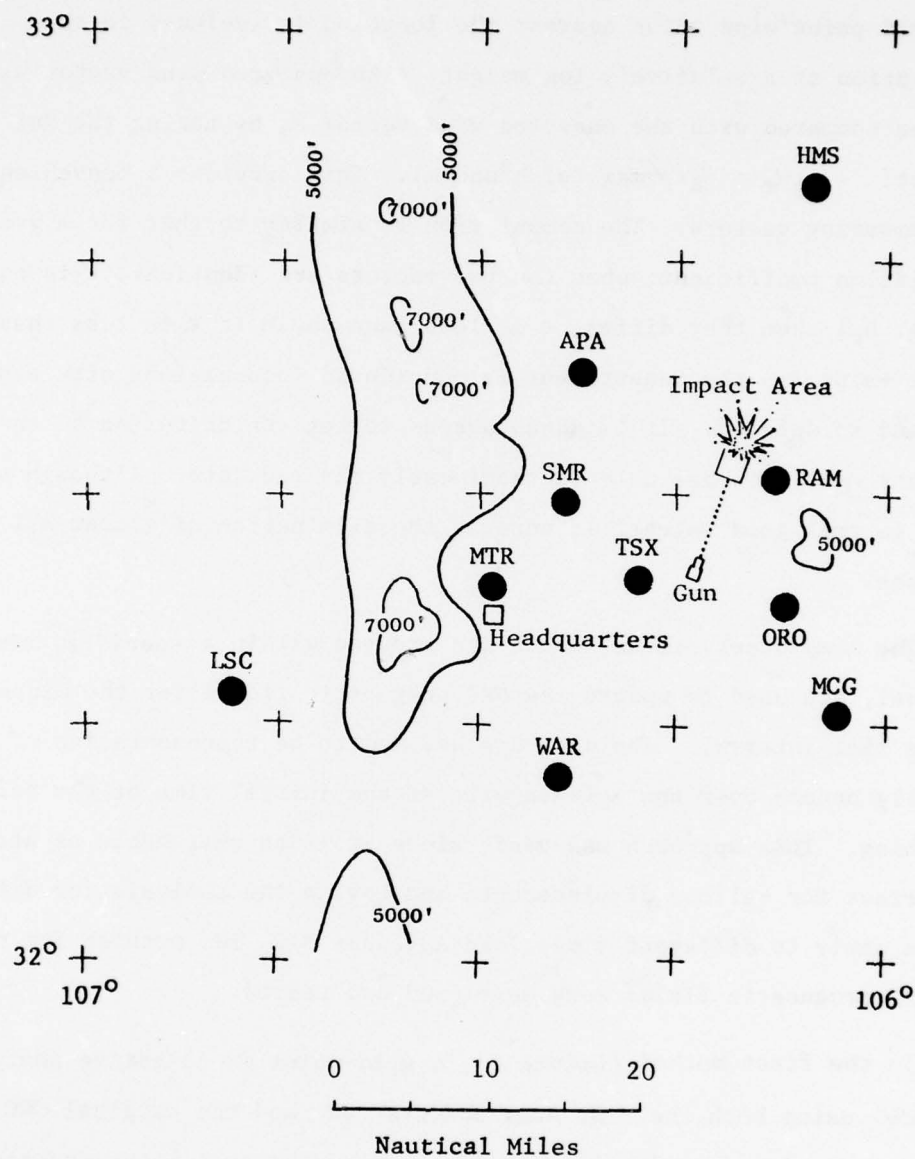 33°
5000'
5000'
HMS
7000'
7000'
APA
7000'
Impact Area
SMR
RAM
MTR
TSX
5000'
Gun
7000'
Headquarters
ORO
LSC
MCG
WAR
5000'
32°
107°
106°
0 10 20
Nautical Miles